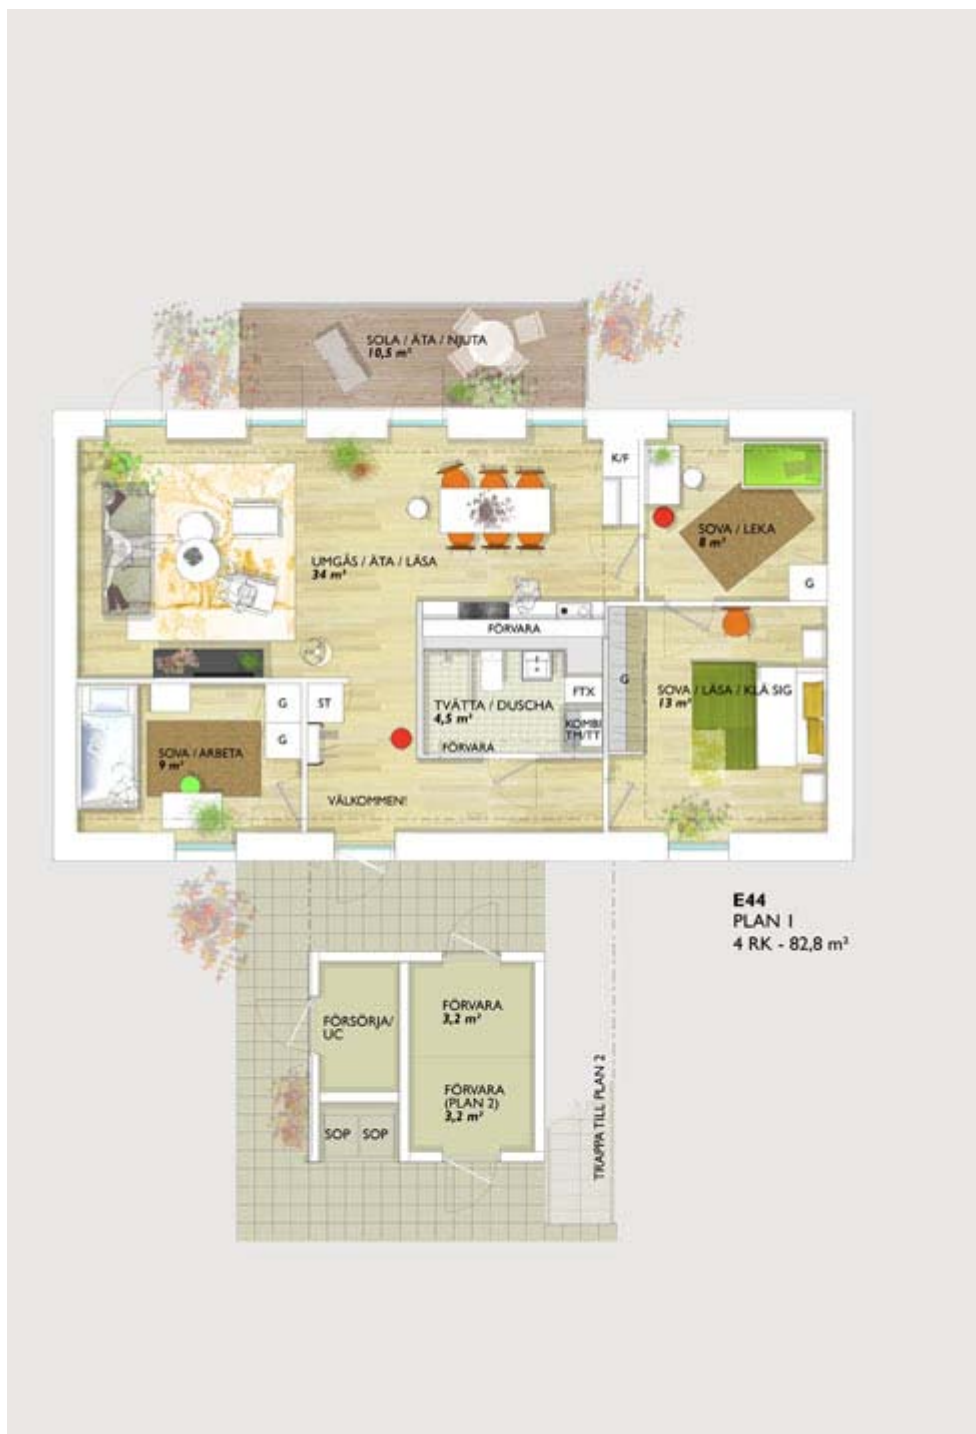 SOLA / ÄTA / NJUTA
10,5 m²
K/F
SOVA / LEKA
8 m²
UMGÅS / ÄTA / LÄSA
34 m²
G
FÖRVARA
G
SOVA / LÄSA / KLÄ SIG
13 m²
FTX
G
ST
TVÄTTA / DUSCHA
4,5 m²
KOMBI
TM/TT
G
SOVA / ARBETA
9 m²
FÖRVARA
VÄLKOMMEN!
E44
PLAN 1
4 RK - 82,8 m²
FÖRSÖRJA/
UC
FÖRVARA
3,2 m²
FÖRVARA
(PLAN 2)
3,2 m²
SOP
SOP
TRAPPA TILL PLAN 2